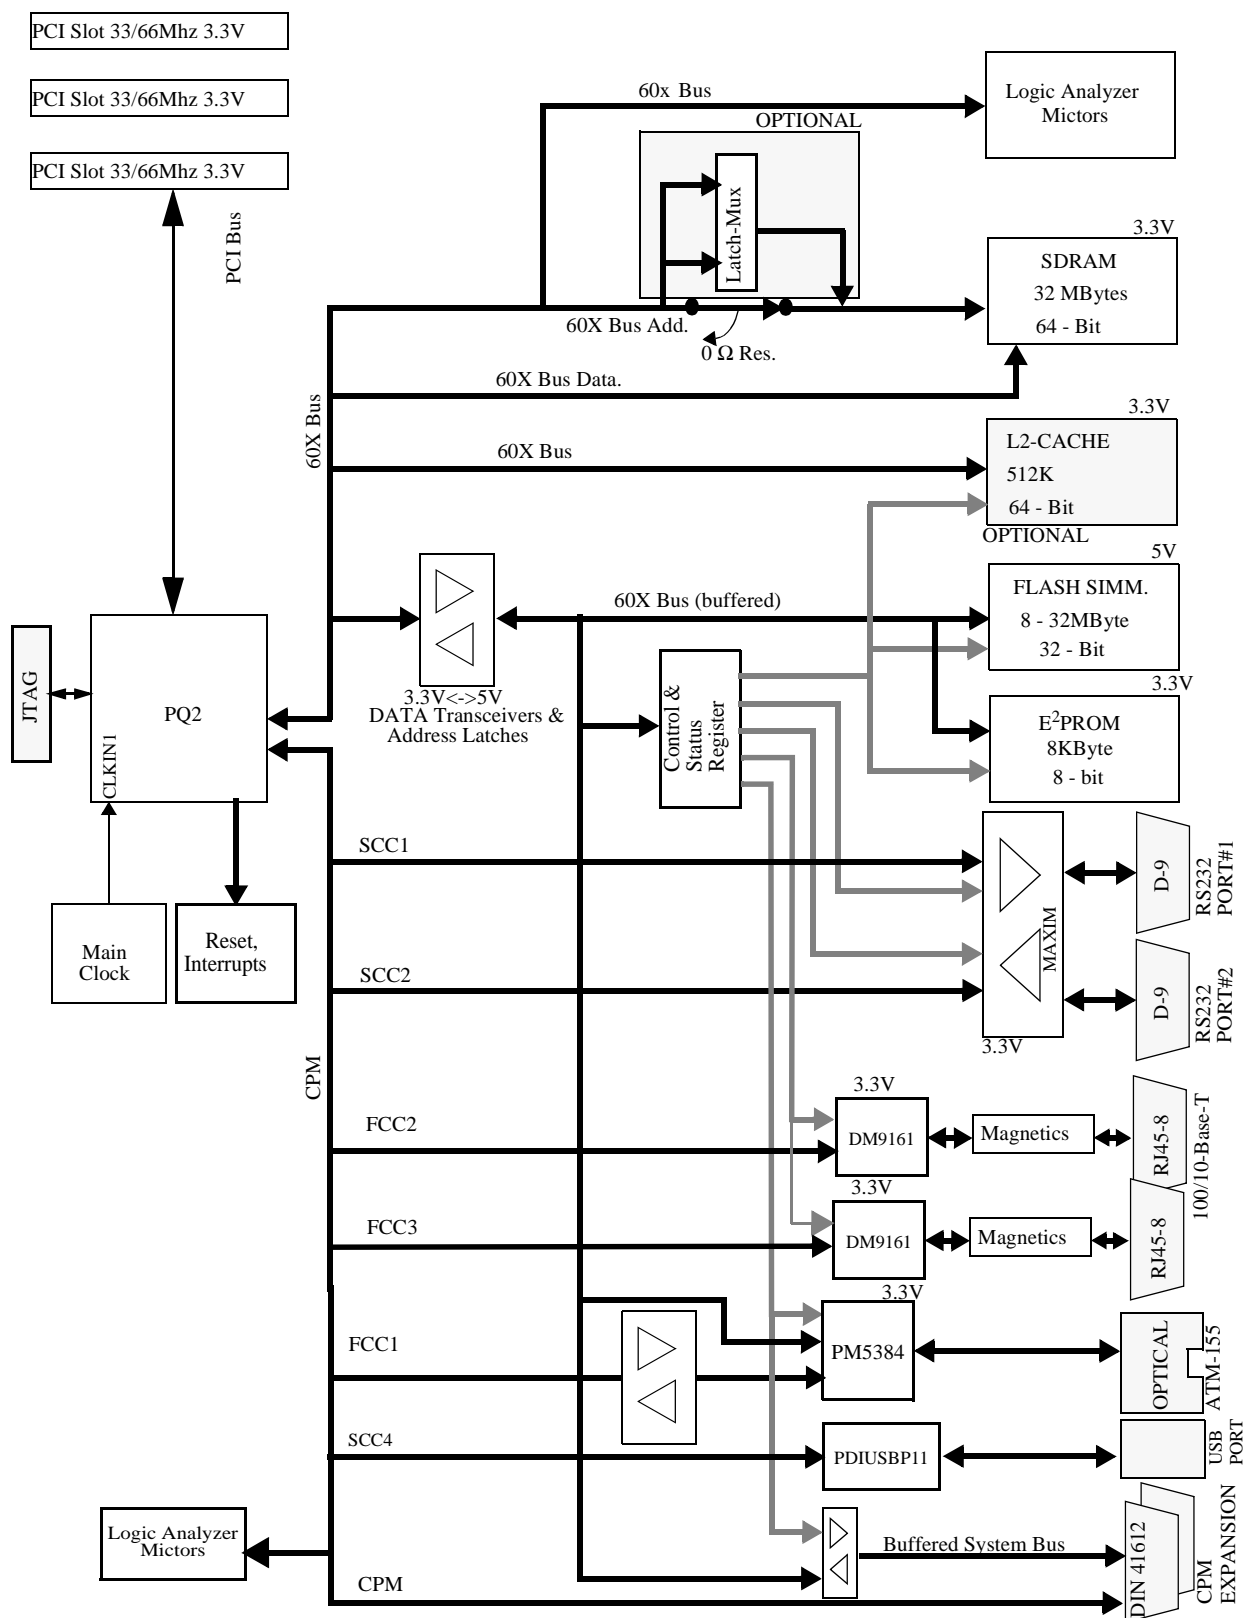 PCI Slot 33/66Mhz 3.3V
PCI Slot 33/66Mhz 3.3V
PCI Slot 33/66Mhz 3.3V
PCI Bus
60x Bus
Logic Analyzer
Mictors
OPTIONAL
Latch-Mux
3.3V
SDRAM
32 MBytes
64 - Bit
60X Bus Add.
0 Ω Res.
60X Bus Data.
60X Bus
60X Bus
3.3V
L2-CACHE
512K
64 - Bit
OPTIONAL
5V
FLASH SIMM.
8 - 32MByte
32 - Bit
60X Bus (buffered)
3.3V<->5V
DATA Transceivers &
Address Latches
Control &
Status
Register
3.3V
E²PROM
8KByte
8 - bit
JTAG
PQ2
CLKIN1
Main
Clock
Reset,
Interrupts
SCC1
SCC2
MAXIM
3.3V
D-9
RS232
PORT#1
D-9
RS232
PORT#2
CPM
FCC2
3.3V
DM9161
Magnetics
RJ45-8
100/10-Base-T
FCC3
3.3V
DM9161
Magnetics
RJ45-8
FCC1
3.3V
PM5384
OPTICAL
ATM-155
SCC4
PDIUSBP11
USB
PORT
Logic Analyzer
Mictors
Buffered System Bus
CPM
DIN 41612
CPM
EXPANSION